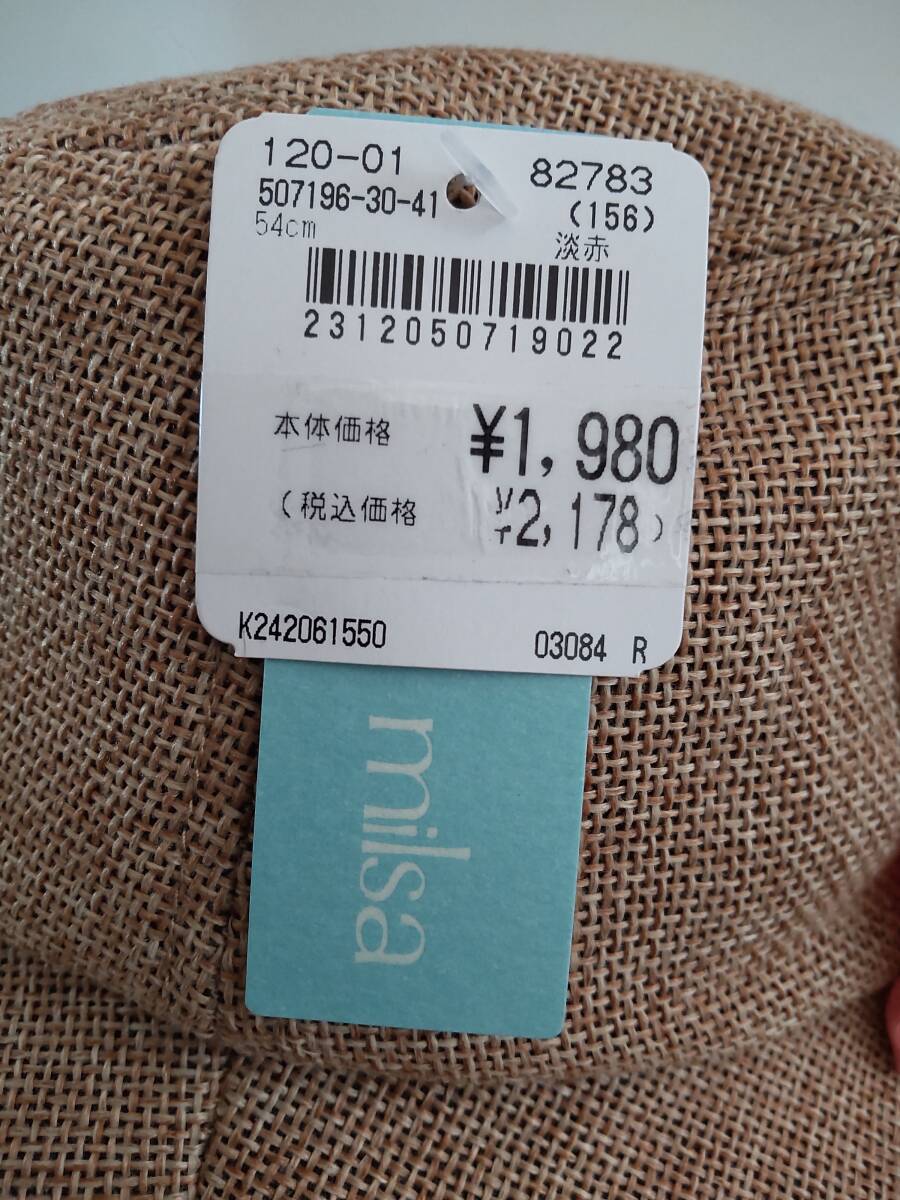 120-01 82783
507196-30-41 (156)
54cm 淡赤
2312050719022
本体価格 ¥1,980
(税込価格 ¥2,178)
K242061550 03084 R
milsa